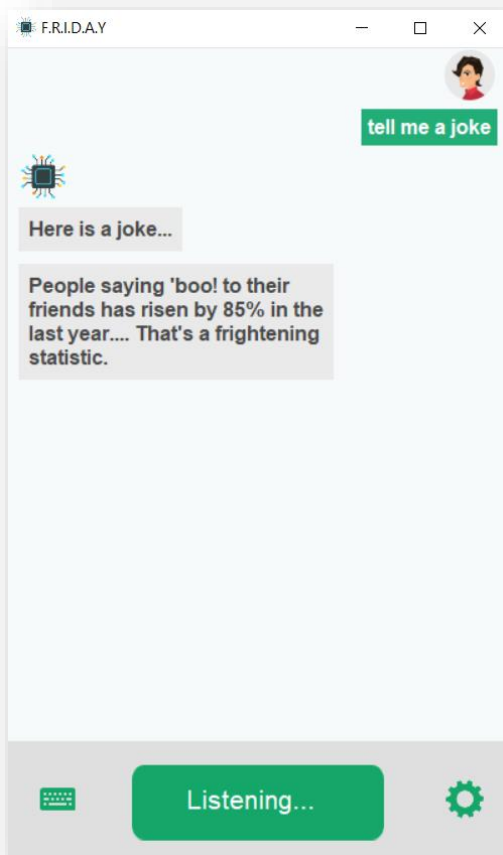 F.R.I.D.A.Y
tell me a joke
Here is a joke...
People saying 'boo! to their
friends has risen by 85% in the
last year.... That's a frightening
statistic.
Listening...